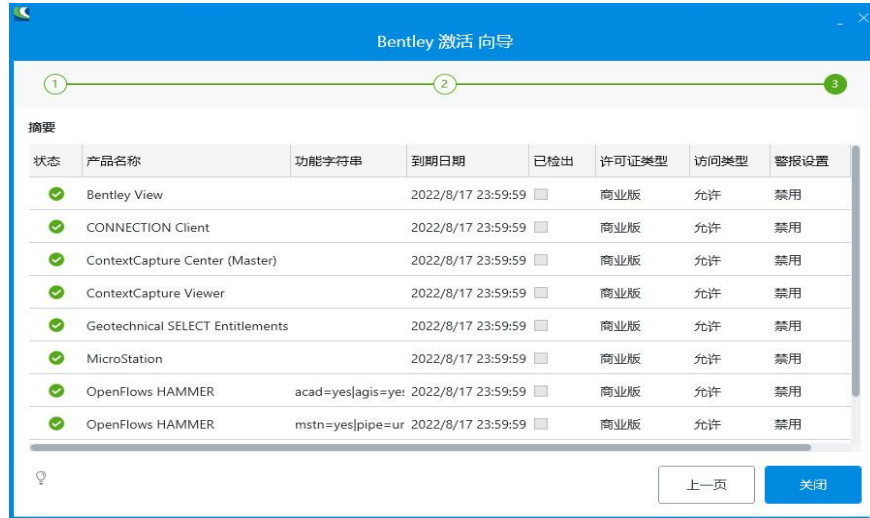 Bentley 激活 向导
1 2 3
摘要
状态 产品名称 功能字符串 到期日期 已检出 许可证类型 访问类型 警报设置
Bentley View 2022/8/17 23:59:59 商业版 允许 禁用
CONNECTION Client 2022/8/17 23:59:59 商业版 允许 禁用
ContextCapture Center (Master) 2022/8/17 23:59:59 商业版 允许 禁用
ContextCapture Viewer 2022/8/17 23:59:59 商业版 允许 禁用
Geotechnical SELECT Entitlements 2022/8/17 23:59:59 商业版 允许 禁用
MicroStation 2022/8/17 23:59:59 商业版 允许 禁用
OpenFlows HAMMER acad=yes|agis=yes 2022/8/17 23:59:59 商业版 允许 禁用
OpenFlows HAMMER mstn=yes|pipe=ur 2022/8/17 23:59:59 商业版 允许 禁用
上一页 关闭